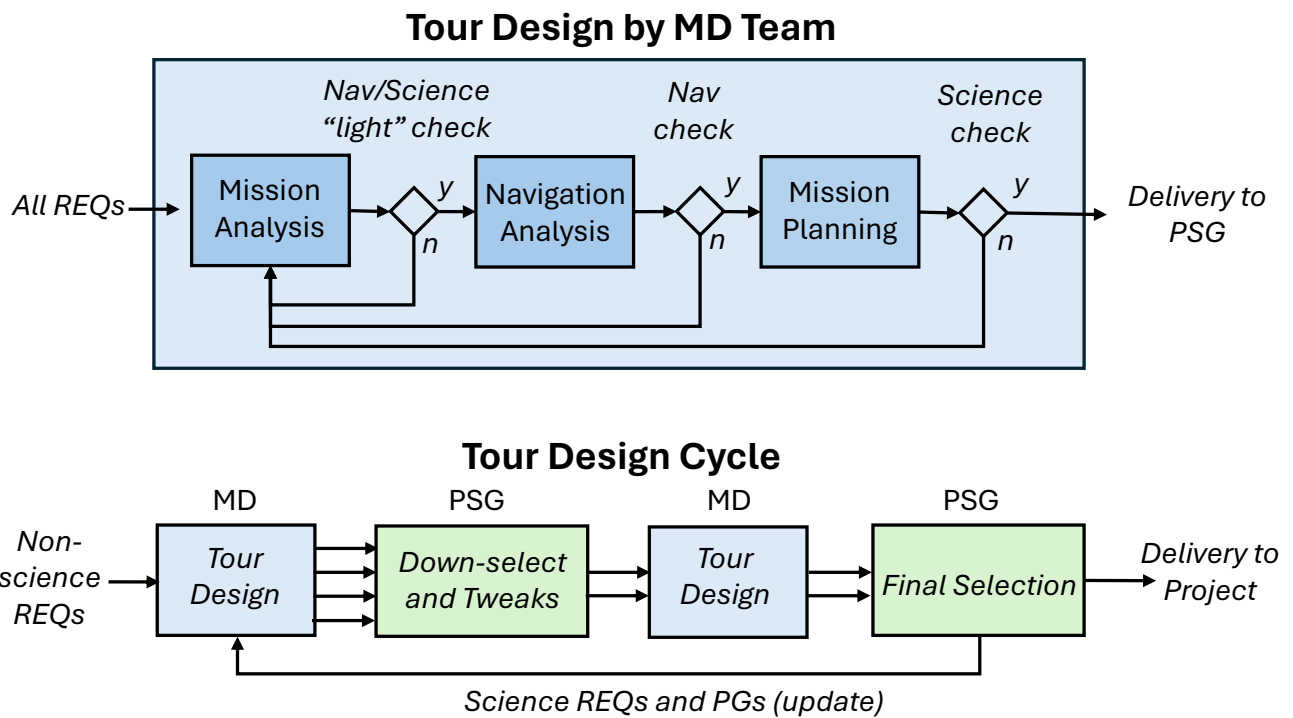 Tour Design by MD Team
Nav/Science
“light” check
Nav
check
Science
check
All REQs
Mission
Analysis
y
n
Navigation
Analysis
y
n
Mission
Planning
y
n
Delivery to
PSG
Tour Design Cycle
MD
PSG
MD
PSG
Non-
science
REQs
Tour
Design
Down-select
and Tweaks
Tour
Design
Final Selection
Delivery to
Project
Science REQs and PGs (update)